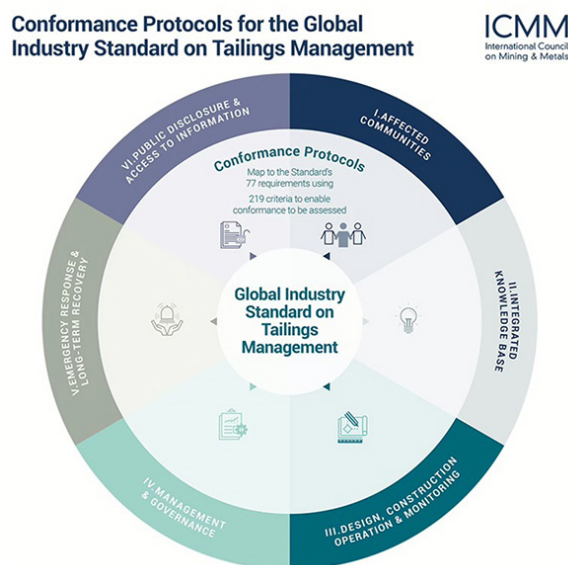 Conformance Protocols for the Global
Industry Standard on Tailings Management
ICMM
International Council
on Mining & Metals
I.AFFECTED
COMMUNITIES
II.INTEGRATED
KNOWLEDGE BASE
III.DESIGN, CONSTRUCTION
OPERATION & MONITORING
IV.MANAGEMENT
& GOVERNANCE
V.EMERGENCY RESPONSE &
LONG-TERM RECOVERY
VI.PUBLIC DISCLOSURE &
ACCESS TO INFORMATION
Conformance Protocols
Map to the Standard's
77 requirements using
219 criteria to enable
conformance to be assessed
Global Industry
Standard on
Tailings
Management